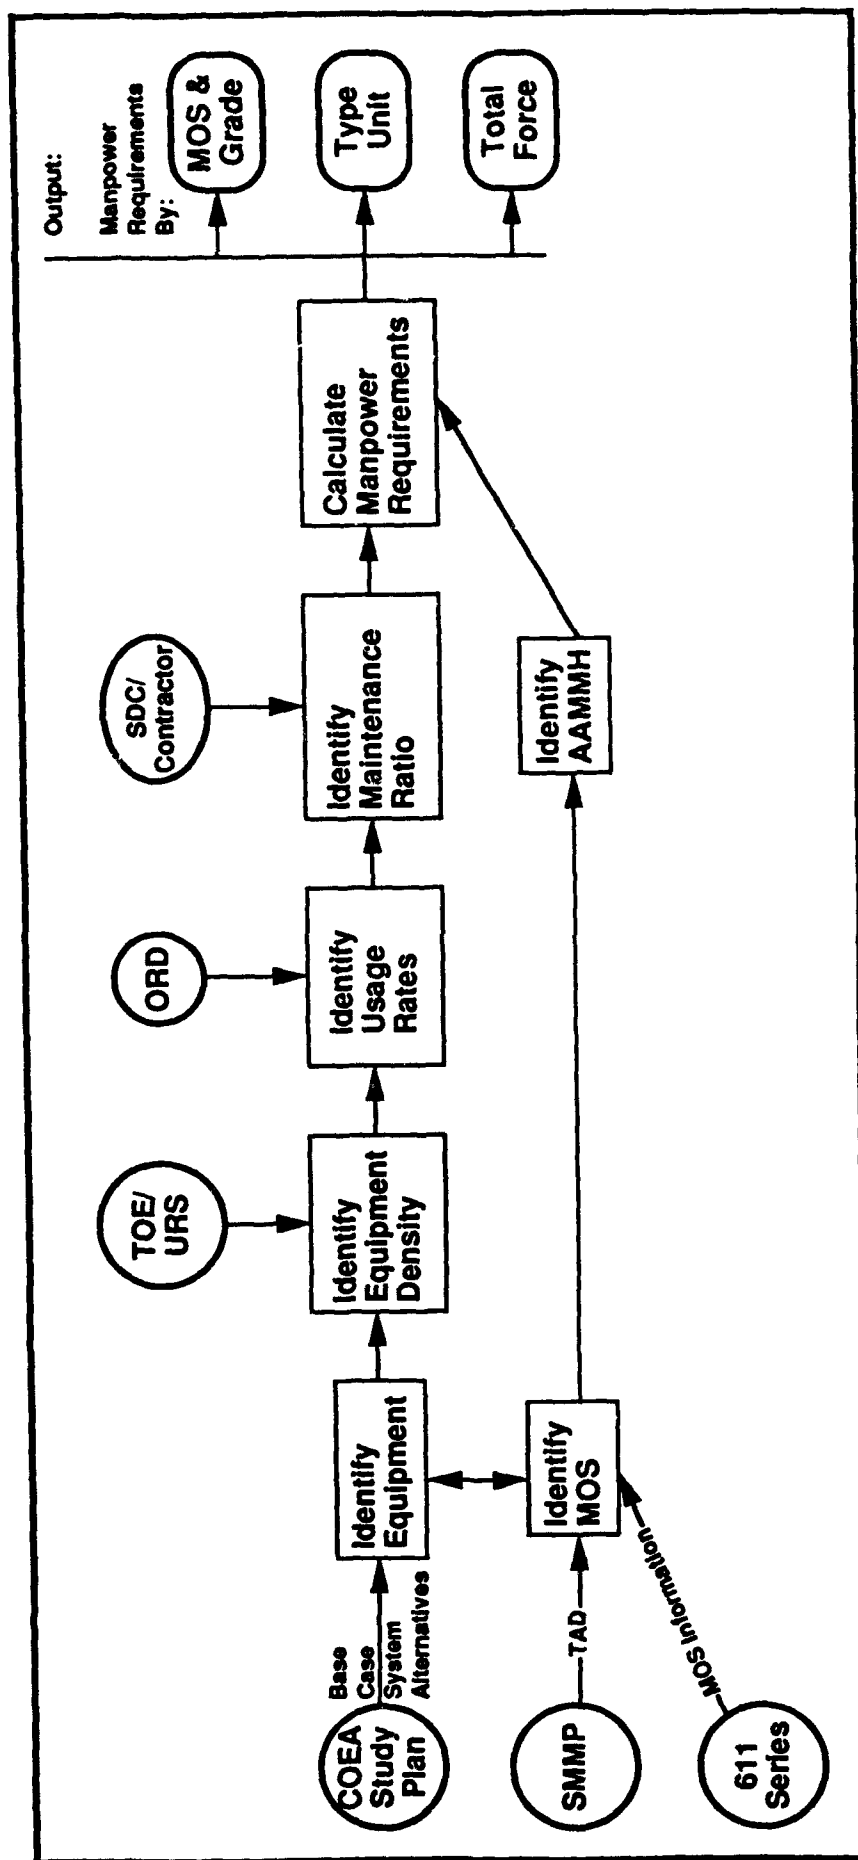 COEA
Study
Plan
Base
Case
System
Alternatives
Identify
Equipment
TOE/
URS
Identify
Equipment
Density
ORD
Identify
Usage
Rates
SDC/
Contractor
Identify
Maintenance
Ratio
Calculate
Manpower
Requirements
Output:
Manpower
Requirements
By:
MOS &
Grade
Type
Unit
Total
Force
SMMP
TAD
Identify
MOS
Identify
AAMMH
611
Series
MOS Information